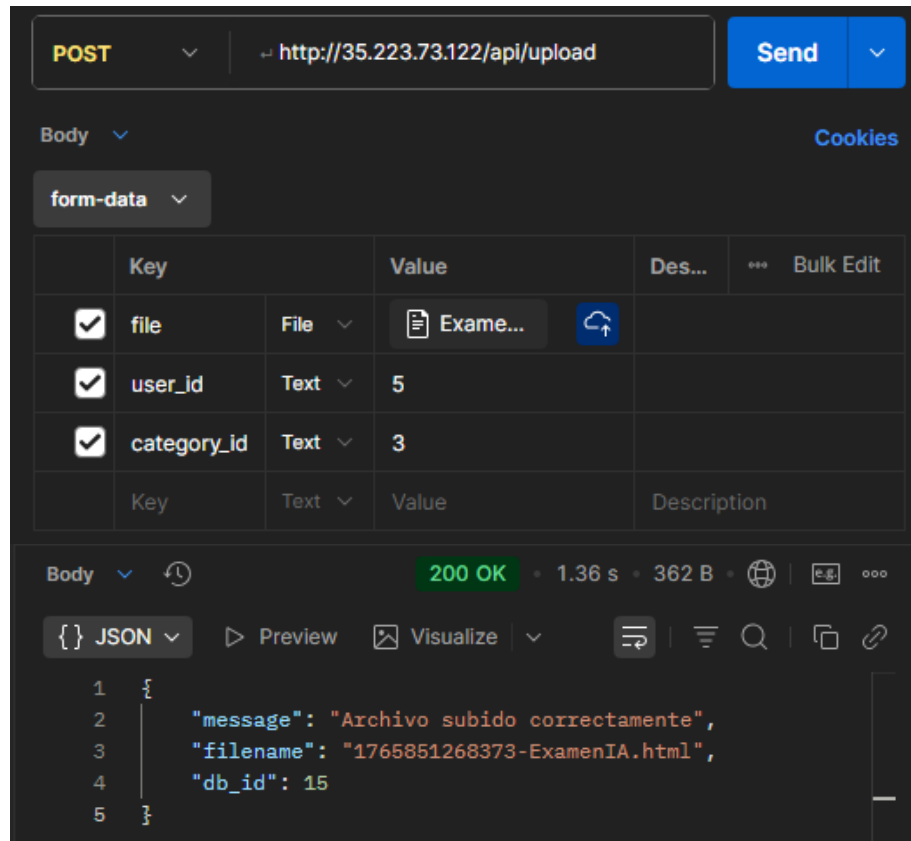 POST ↵ http://35.223.73.122/api/upload Send
Body Cookies
form-data
Key Value Des... ••• Bulk Edit
file File Exame...
user_id Text 5
category_id Text 3
Key Text Value Description
Body 200 OK • 1.36 s • 362 B • e.g. •••
{ } JSON Preview Visualize
1 {
2 "message": "Archivo subido correctamente",
3 "filename": "1765851268373-ExamenIA.html",
4 "db_id": 15
5 }